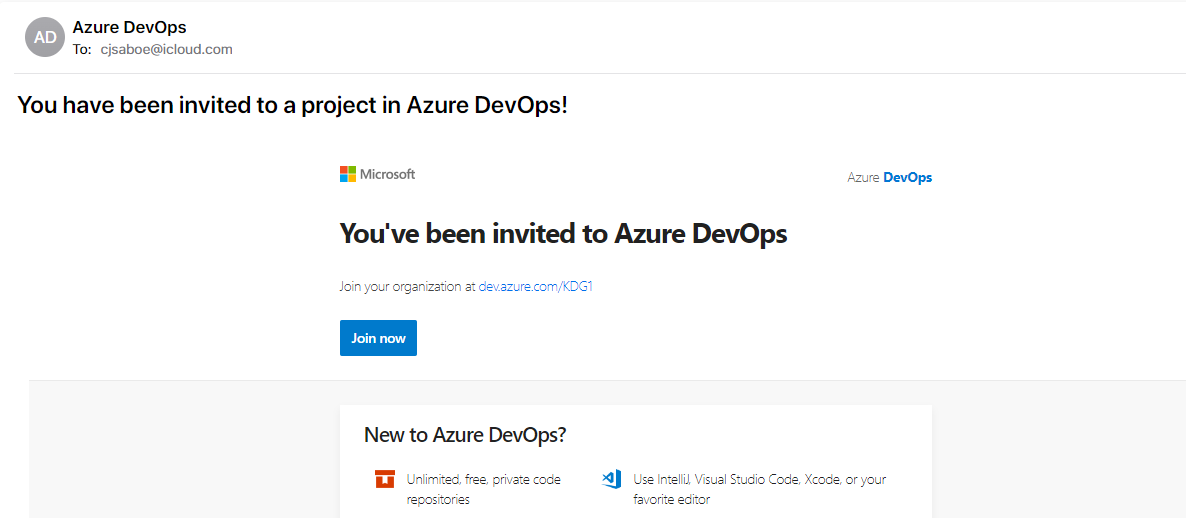 AD
Azure DevOps
To: cjsaboe@icloud.com
You have been invited to a project in Azure DevOps!
Microsoft
Azure DevOps
You've been invited to Azure DevOps
Join your organization at dev.azure.com/KDG1
Join now
New to Azure DevOps?
Unlimited, free, private code
repositories
Use IntelliJ, Visual Studio Code, Xcode, or your
favorite editor